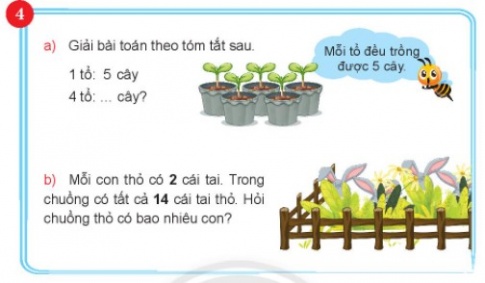 4
a) Giải bài toán theo tóm tắt sau.
1 tổ: 5 cây
4 tổ: ... cây?
Mỗi tổ đều trồng
được 5 cây.
b) Mỗi con thỏ có 2 cái tai. Trong
chuồng có tất cả 14 cái tai thỏ. Hỏi
chuồng thỏ có bao nhiêu con?